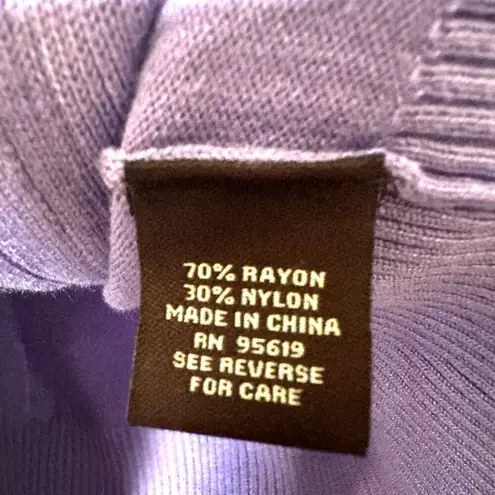 70% RAYON
30% NYLON
MADE IN CHINA
RN 95619
SEE REVERSE
FOR CARE